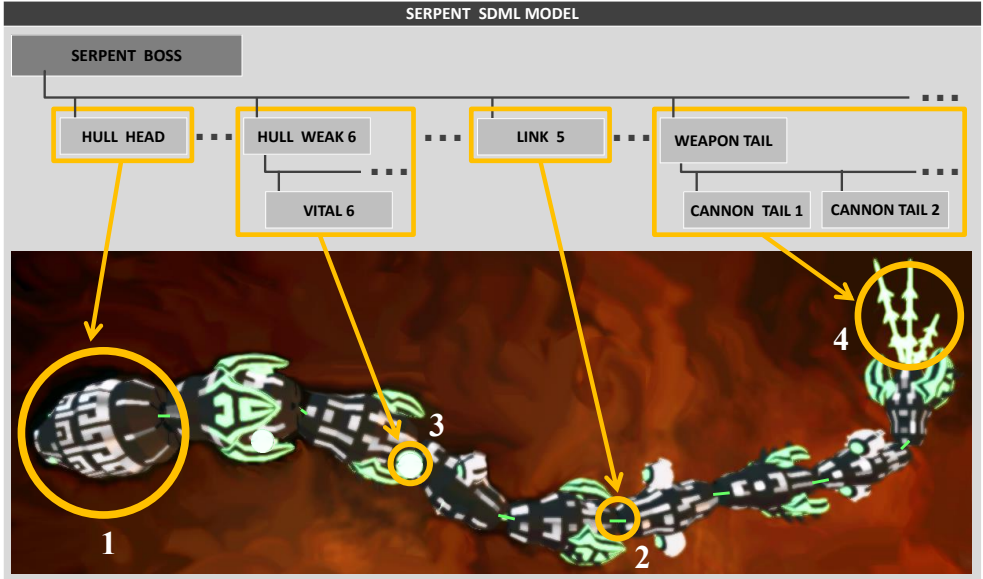 SERPENT SDML MODEL
SERPENT BOSS
HULL HEAD
HULL WEAK 6
LINK 5
WEAPON TAIL
VITAL 6
CANNON TAIL 1
CANNON TAIL 2
4
3
1
2